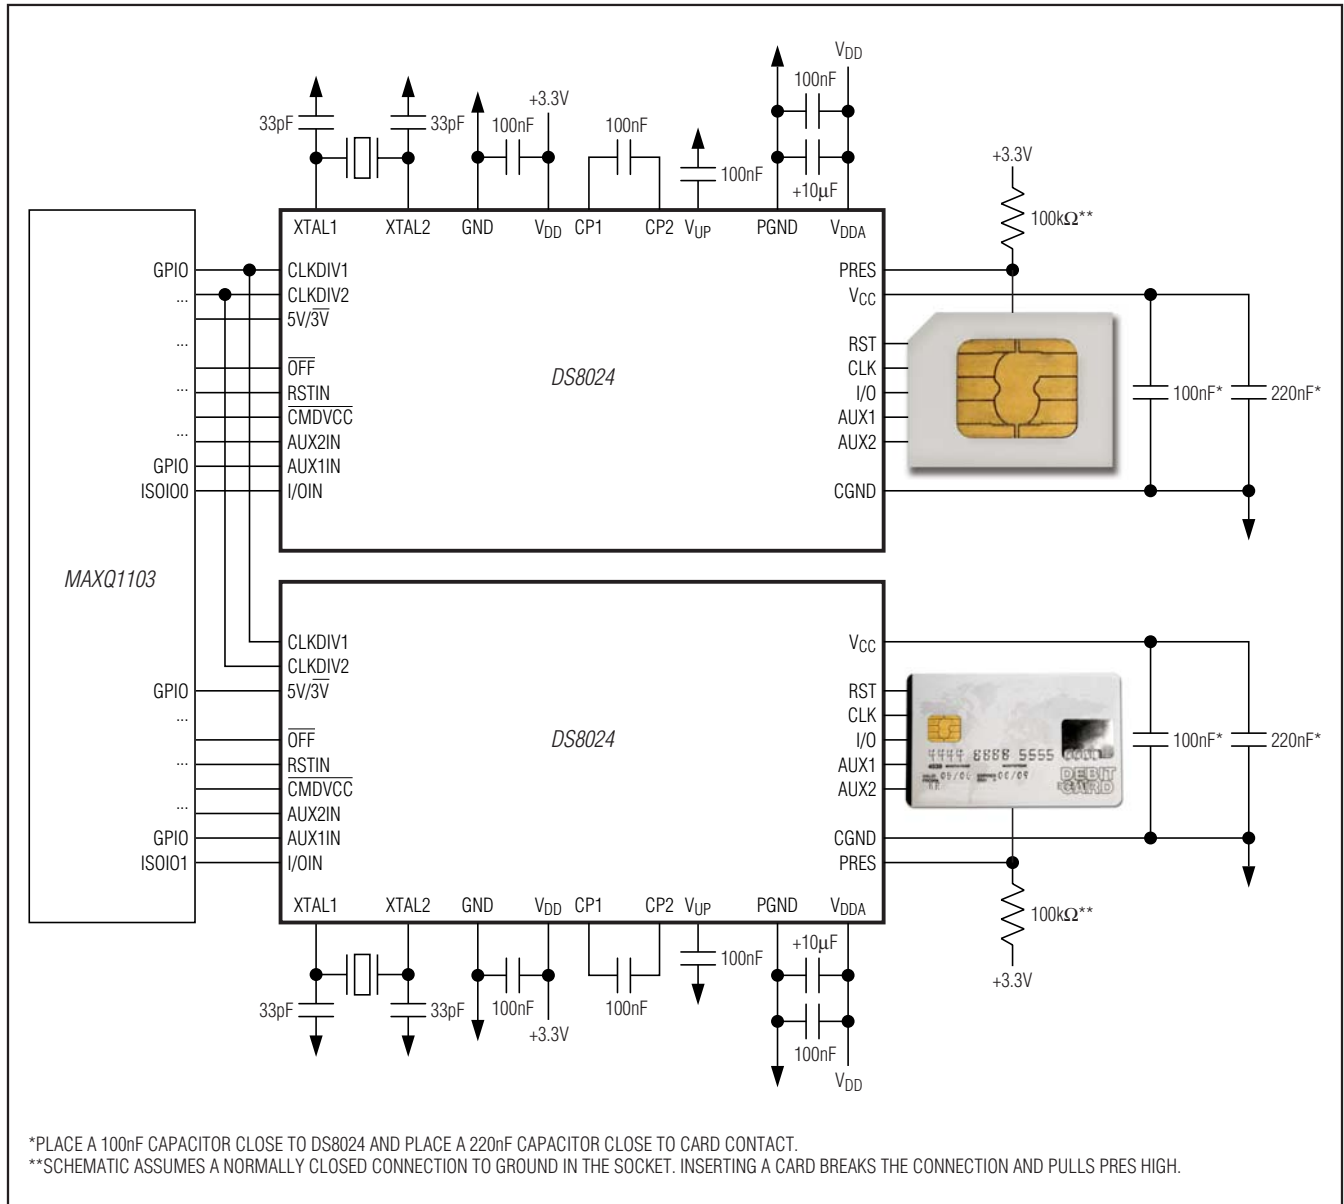 V_DD
100nF
+3.3V
33pF
33pF
100nF
100nF
100nF
+10μF
+3.3V
100kΩ**
XTAL1 XTAL2 GND V_DD CP1 CP2 V_UP PGND V_DDA
GPIO CLKDIV1 PRES
... CLKDIV2 V_CC
5V/3̅V̅
...
O̅F̅F̅ RST
... RSTIN CLK
C̅M̅D̅V̅C̅C̅ I/O
... AUX2IN AUX1
GPIO AUX1IN AUX2
ISOIO0 I/OIN CGND
DS8024
100nF*
220nF*
MAXQ1103
CLKDIV1 V_CC
CLKDIV2
GPIO 5V/3̅V̅ RST
... CLK
O̅F̅F̅ I/O
... RSTIN AUX1
C̅M̅D̅V̅C̅C̅ AUX2
... AUX2IN
GPIO AUX1IN CGND
ISOIO1 I/OIN PRES
DS8024
4444 8888 5555
DEBIT
CARD
100nF*
220nF*
XTAL1 XTAL2 GND V_DD CP1 CP2 V_UP PGND V_DDA
100kΩ**
+3.3V
33pF
33pF
100nF
+3.3V
100nF
100nF
+10μF
100nF
V_DD
*PLACE A 100nF CAPACITOR CLOSE TO DS8024 AND PLACE A 220nF CAPACITOR CLOSE TO CARD CONTACT.
**SCHEMATIC ASSUMES A NORMALLY CLOSED CONNECTION TO GROUND IN THE SOCKET. INSERTING A CARD BREAKS THE CONNECTION AND PULLS PRES HIGH.